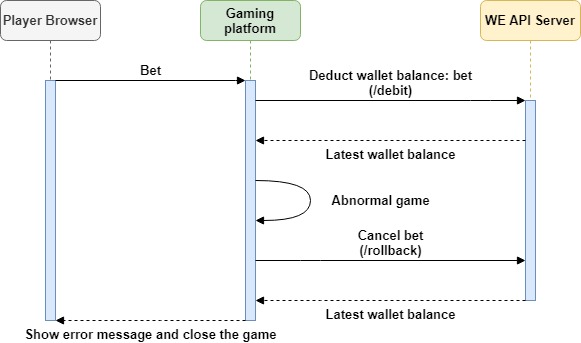 Player Browser
Gaming
platform
WE API Server
Bet
Deduct wallet balance: bet
(/debit)
Latest wallet balance
Abnormal game
Cancel bet
(/rollback)
Latest wallet balance
Show error message and close the game